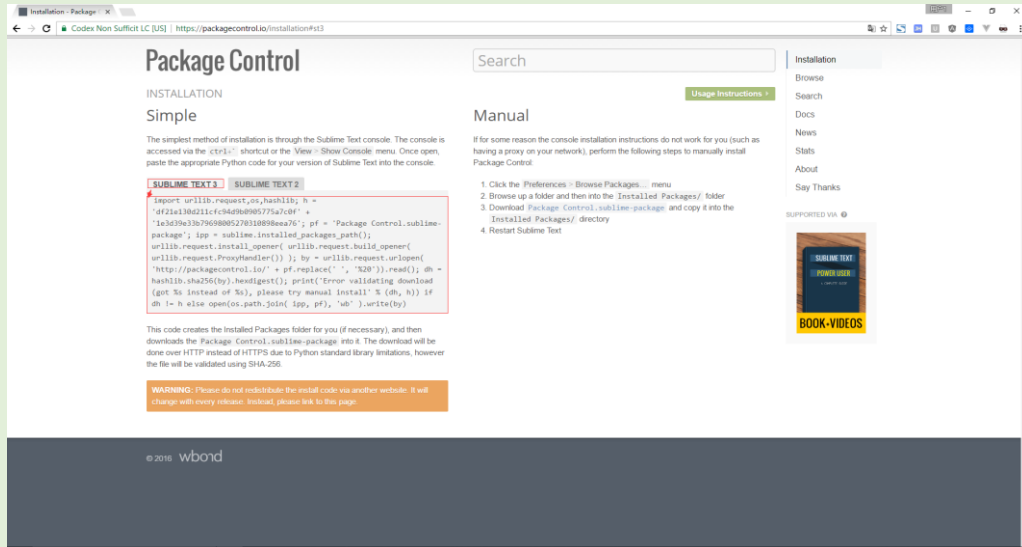 Installation - Package
Codex Non Sufficit LC [US] | https://packagecontrol.io/installation#st3
Package Control
Search
INSTALLATION
Usage Instructions
Simple
The simplest method of installation is through the Sublime Text console. The console is
accessed via the ctrl+` shortcut or the View > Show Console menu. Once open,
paste the appropriate Python code for your version of Sublime Text into the console.
SUBLIME TEXT 3 SUBLIME TEXT 2
import urllib.request,os,hashlib; h =
'df21e130d211cfc94d9b0905775a7c0f' +
'1e3d39e33b79698005270310898eea76'; pf = 'Package Control.sublime-
package'; ipp = sublime.installed_packages_path();
urllib.request.install_opener( urllib.request.build_opener(
urllib.request.ProxyHandler()) ); by = urllib.request.urlopen(
'http://packagecontrol.io/' + pf.replace(' ', '%20')).read(); dh =
hashlib.sha256(by).hexdigest(); print('Error validating download
(got %s instead of %s), please try manual install' % (dh, h)) if
dh != h else open(os.path.join( ipp, pf), 'wb' ).write(by)
This code creates the Installed Packages folder for you (if necessary), and then
downloads the Package Control.sublime-package into it. The download will be
done over HTTP instead of HTTPS due to Python standard library limitations, however
the file will be validated using SHA-256.
WARNING: Please do not redistribute the install code via another website. It will
change with every release. Instead, please link to this page.
Manual
If for some reason the console installation instructions do not work for you (such as
having a proxy on your network), perform the following steps to manually install
Package Control:
1. Click the Preferences > Browse Packages… menu
2. Browse up a folder and then into the Installed Packages/ folder
3. Download Package Control.sublime-package and copy it into the
Installed Packages/ directory
4. Restart Sublime Text
Installation
Browse
Search
Docs
News
Stats
About
Say Thanks
SUPPORTED VIA
SUBLIME TEXT
POWER USER
BOOK+VIDEOS
© 2016 wbond